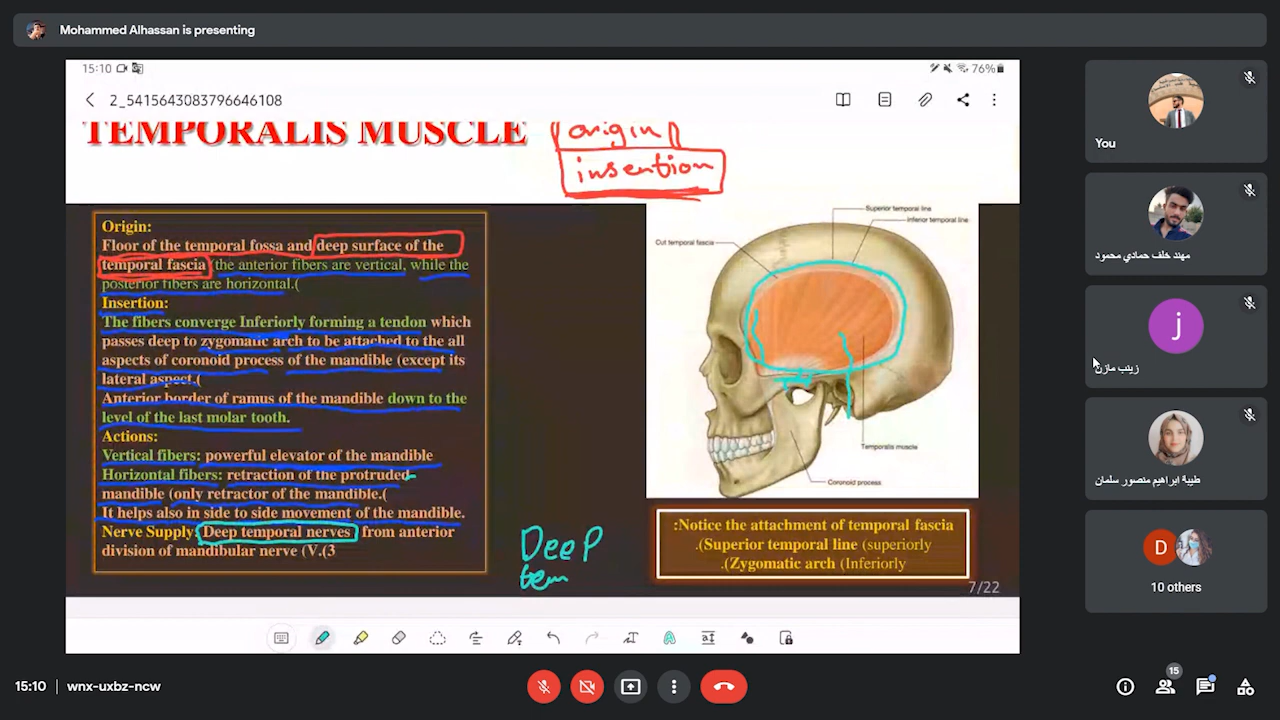 Mohammed Alhassan is presenting
15:10
76%
2_5415643083796646108
TEMPORALIS MUSCLE
origin
insention
Origin:
Floor of the temporal fossa and deep surface of the
temporal fascia (the anterior fibers are vertical, while the
posterior fibers are horizontal.(
Insertion:
The fibers converge Inferiorly forming a tendon which
passes deep to zygomatic arch to be attached to the all
aspects of coronoid process of the mandible (except its
lateral aspect.(
Anterior border of ramus of the mandible down to the
level of the last molar tooth.
Actions:
Vertical fibers: powerful elevator of the mandible
Horizontal fibers: retraction of the protruded
mandible (only retractor of the mandible.(
It helps also in side to side movement of the mandible.
Nerve Supply: Deep temporal nerves from anterior
division of mandibular nerve (V.(3
Deep
tem
Superior temporal line
Inferior temporal line
Cut temporal fascia
Temporalis muscle
Coronoid process
:Notice the attachment of temporal fascia
.(Superior temporal line (superiorly
.(Zygomatic arch (Inferiorly
7/22
You
مهند خلف حمادي محمود
j
زينب مازن
طيبة ابراهيم منصور سلمان
D
10 others
15:10 | wnx-uxbz-ncw
15